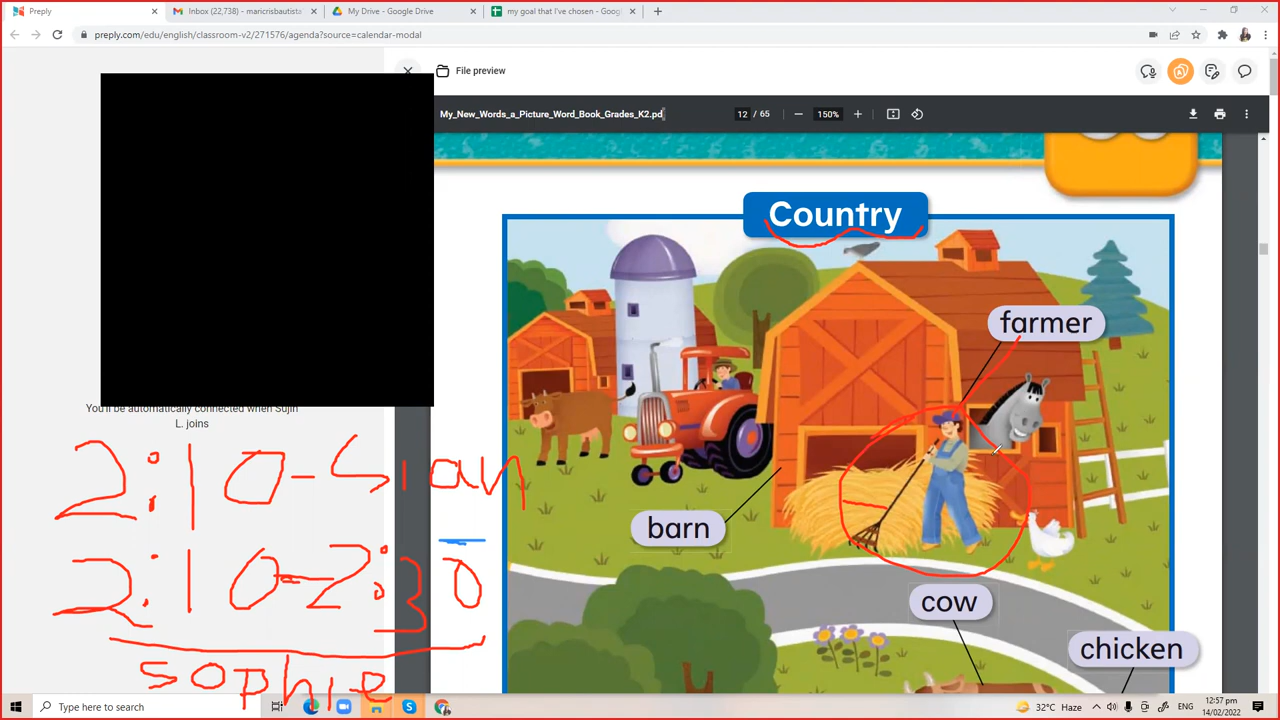 Preply
Inbox (22,738) - maricrisbautista
My Drive - Google Drive
my goal that I've chosen - Goog
preply.com/edu/english/classroom-v2/271576/agenda?source=calendar-modal
File preview
My_New_Words_a_Picture_Word_Book_Grades_K2.pd
12 / 65
150%
Country
farmer
barn
cow
chicken
You'll be automatically connected when Sujin
L. joins
2:10-Sian
2:10-2:30
sophie
Type here to search
32°C Haze
ENG
12:57 pm
14/02/2022